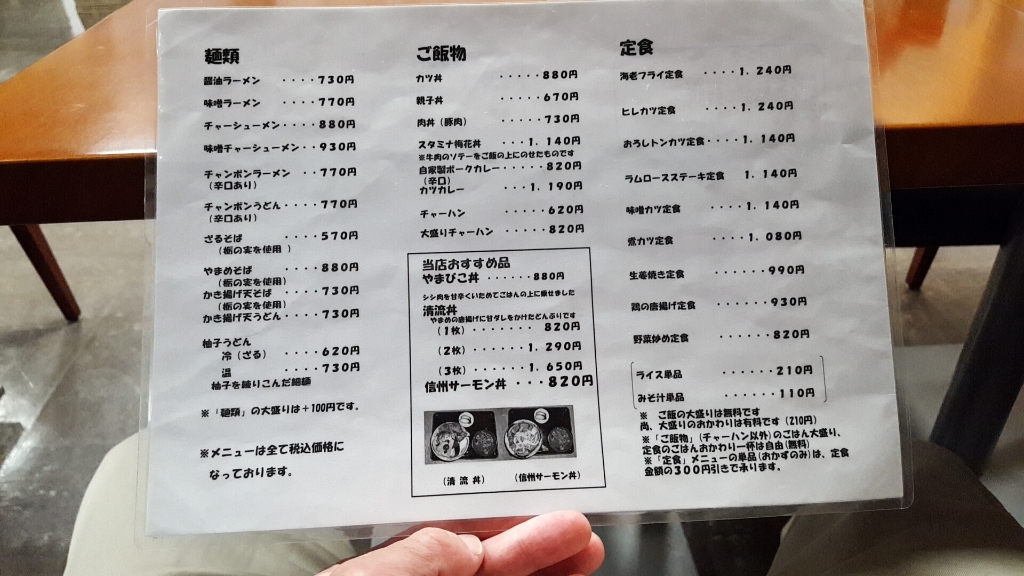 麺類
醤油ラーメン ････730円
味噌ラーメン ････770円
チャーシューメン････880円
味噌チャーシューメン････930円
チャンポンラーメン ･･770円
（辛口あり）
チャンポンうどん ････770円
（辛口あり）
ざるそば ････570円
（栃の実を使用 ）
やまめそば ････880円
（栃の実を使用）
かき揚げ天そば ････730円
（栃の実を使用）
かき揚げ天うどん ････730円
柚子うどん
冷（ざる） ････620円
温 ････730円
柚子を練りこんだ細麺
※「麺類」の大盛りは＋100円です。
※メニューは全て税込価格に
なっております。
ご飯物
カツ丼 ･････880円
親子丼 ･････670円
肉丼（豚肉） ･････730円
スタミナ梅花丼 ･･･1，140円
※牛肉のソテーをご飯の上にのせたものです
自家製ポークカレー･････820円
（辛口）
カツカレー ･･･1，190円
チャーハン ･････620円
大盛りチャーハン ･････820円
当店おすすめ品
やまびこ丼 ･･････880円
シシ肉を甘辛くいためてごはんの上に乗せました
清流丼
やまめの唐揚げに甘ダレをかけたどんぶりです
（1枚）･･･････ 820円
（2枚）･･････1，290円
（3枚）･･････1，650円
信州サーモン丼 ･･･820円
（清 流 丼）
（信州サーモン丼）
定食
海老フライ定食 ････1，240円
ヒレカツ定食 ････1，240円
おろしトンカツ定食････1，140円
ラムロースステーキ定食 1，140円
味噌カツ定食 ････1，140円
煮カツ定食 ････1，080円
生姜焼き定食 ･････990円
鶏の唐揚げ定食 ･････930円
野菜炒め定食 ･････820円
ライス単品 ･････210円
みそ汁単品 ･････110円
※ ご飯の大盛りは無料です
尚、大盛りのおかわりは有料です（210円）
※「ご飯物」（チャーハン以外）のごはん大盛り、
定食のごはんおかわり一杯は自由（無料）
※「定食」メニューの単品（おかずのみ）は、定食
金額の３００円引きで承ります。